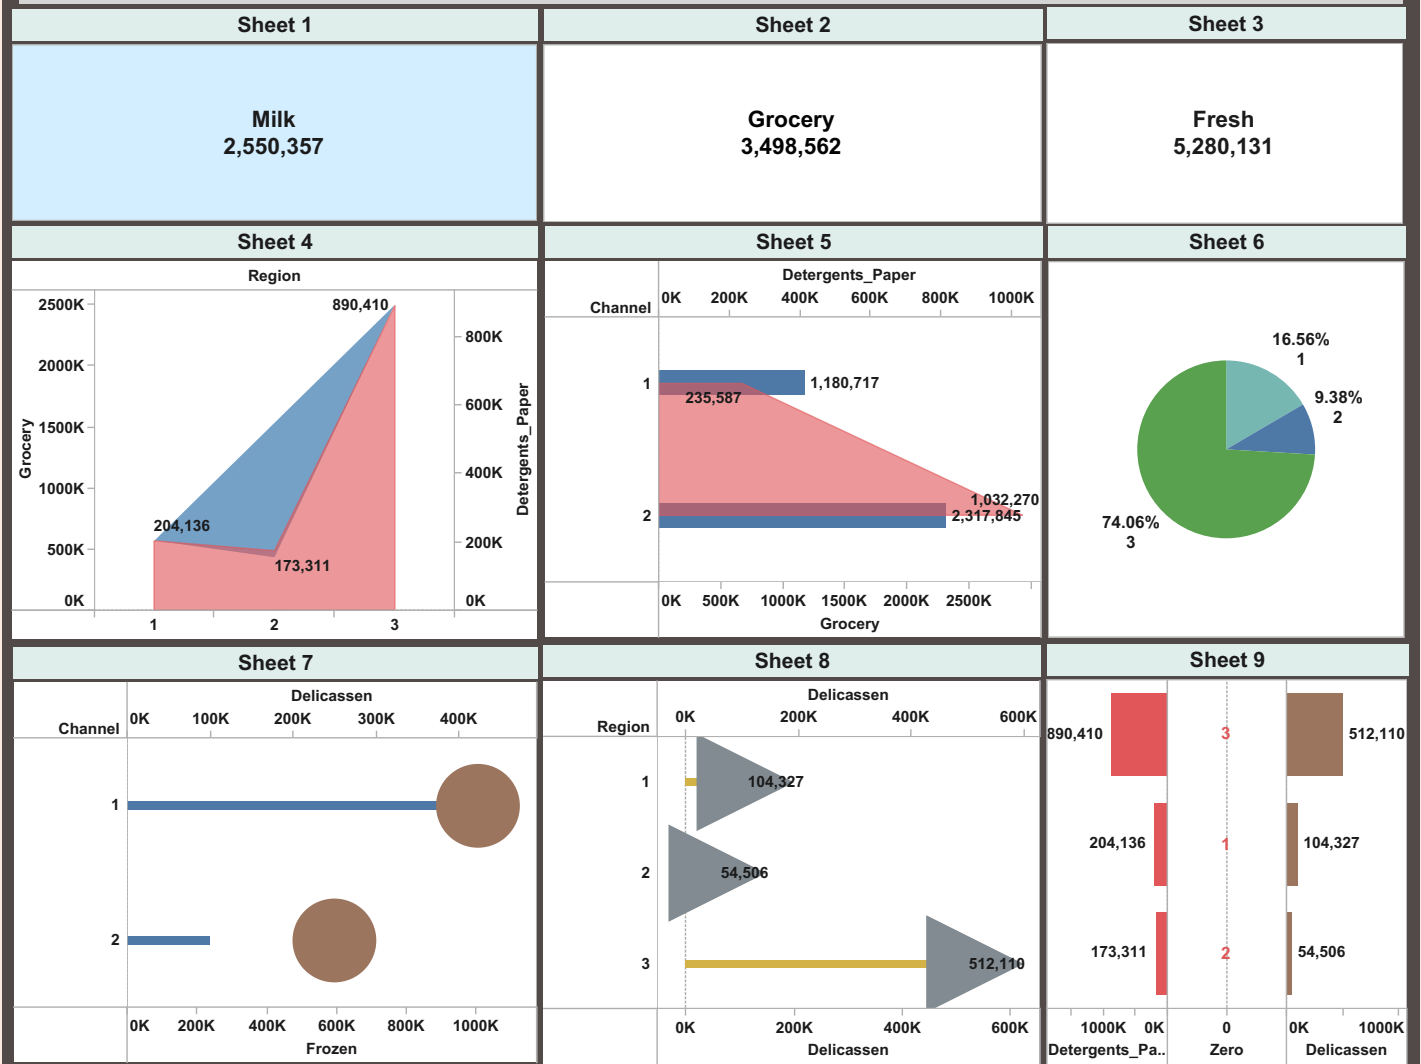 Sheet 1
Sheet 2
Sheet 3
Milk
2,550,357
Grocery
3,498,562
Fresh
5,280,131
Sheet 4
Region
2500K
2000K
1500K
1000K
500K
0K
Grocery
890,410
204,136
173,311
800K
600K
400K
200K
0K
Detergents_Paper
1 2 3
Sheet 5
Detergents_Paper
Channel 0K 200K 400K 600K 800K 1000K
1 1,180,717
235,587
1,032,270
2 2,317,845
0K 500K 1000K 1500K 2000K 2500K
Grocery
Sheet 6
16.56%
1
9.38%
2
74.06%
3
Sheet 7
Delicassen
Channel 0K 100K 200K 300K 400K
1
2
0K 200K 400K 600K 800K 1000K
Frozen
Sheet 8
Delicassen
Region 0K 200K 400K 600K
1 104,327
2 54,506
3 512,110
0K 200K 400K 600K
Delicassen
Sheet 9
890,410 3 512,110
204,136 1 104,327
173,311 2 54,506
1000K 0K 0 0K 1000K
Detergents_Pa.. Zero Delicassen